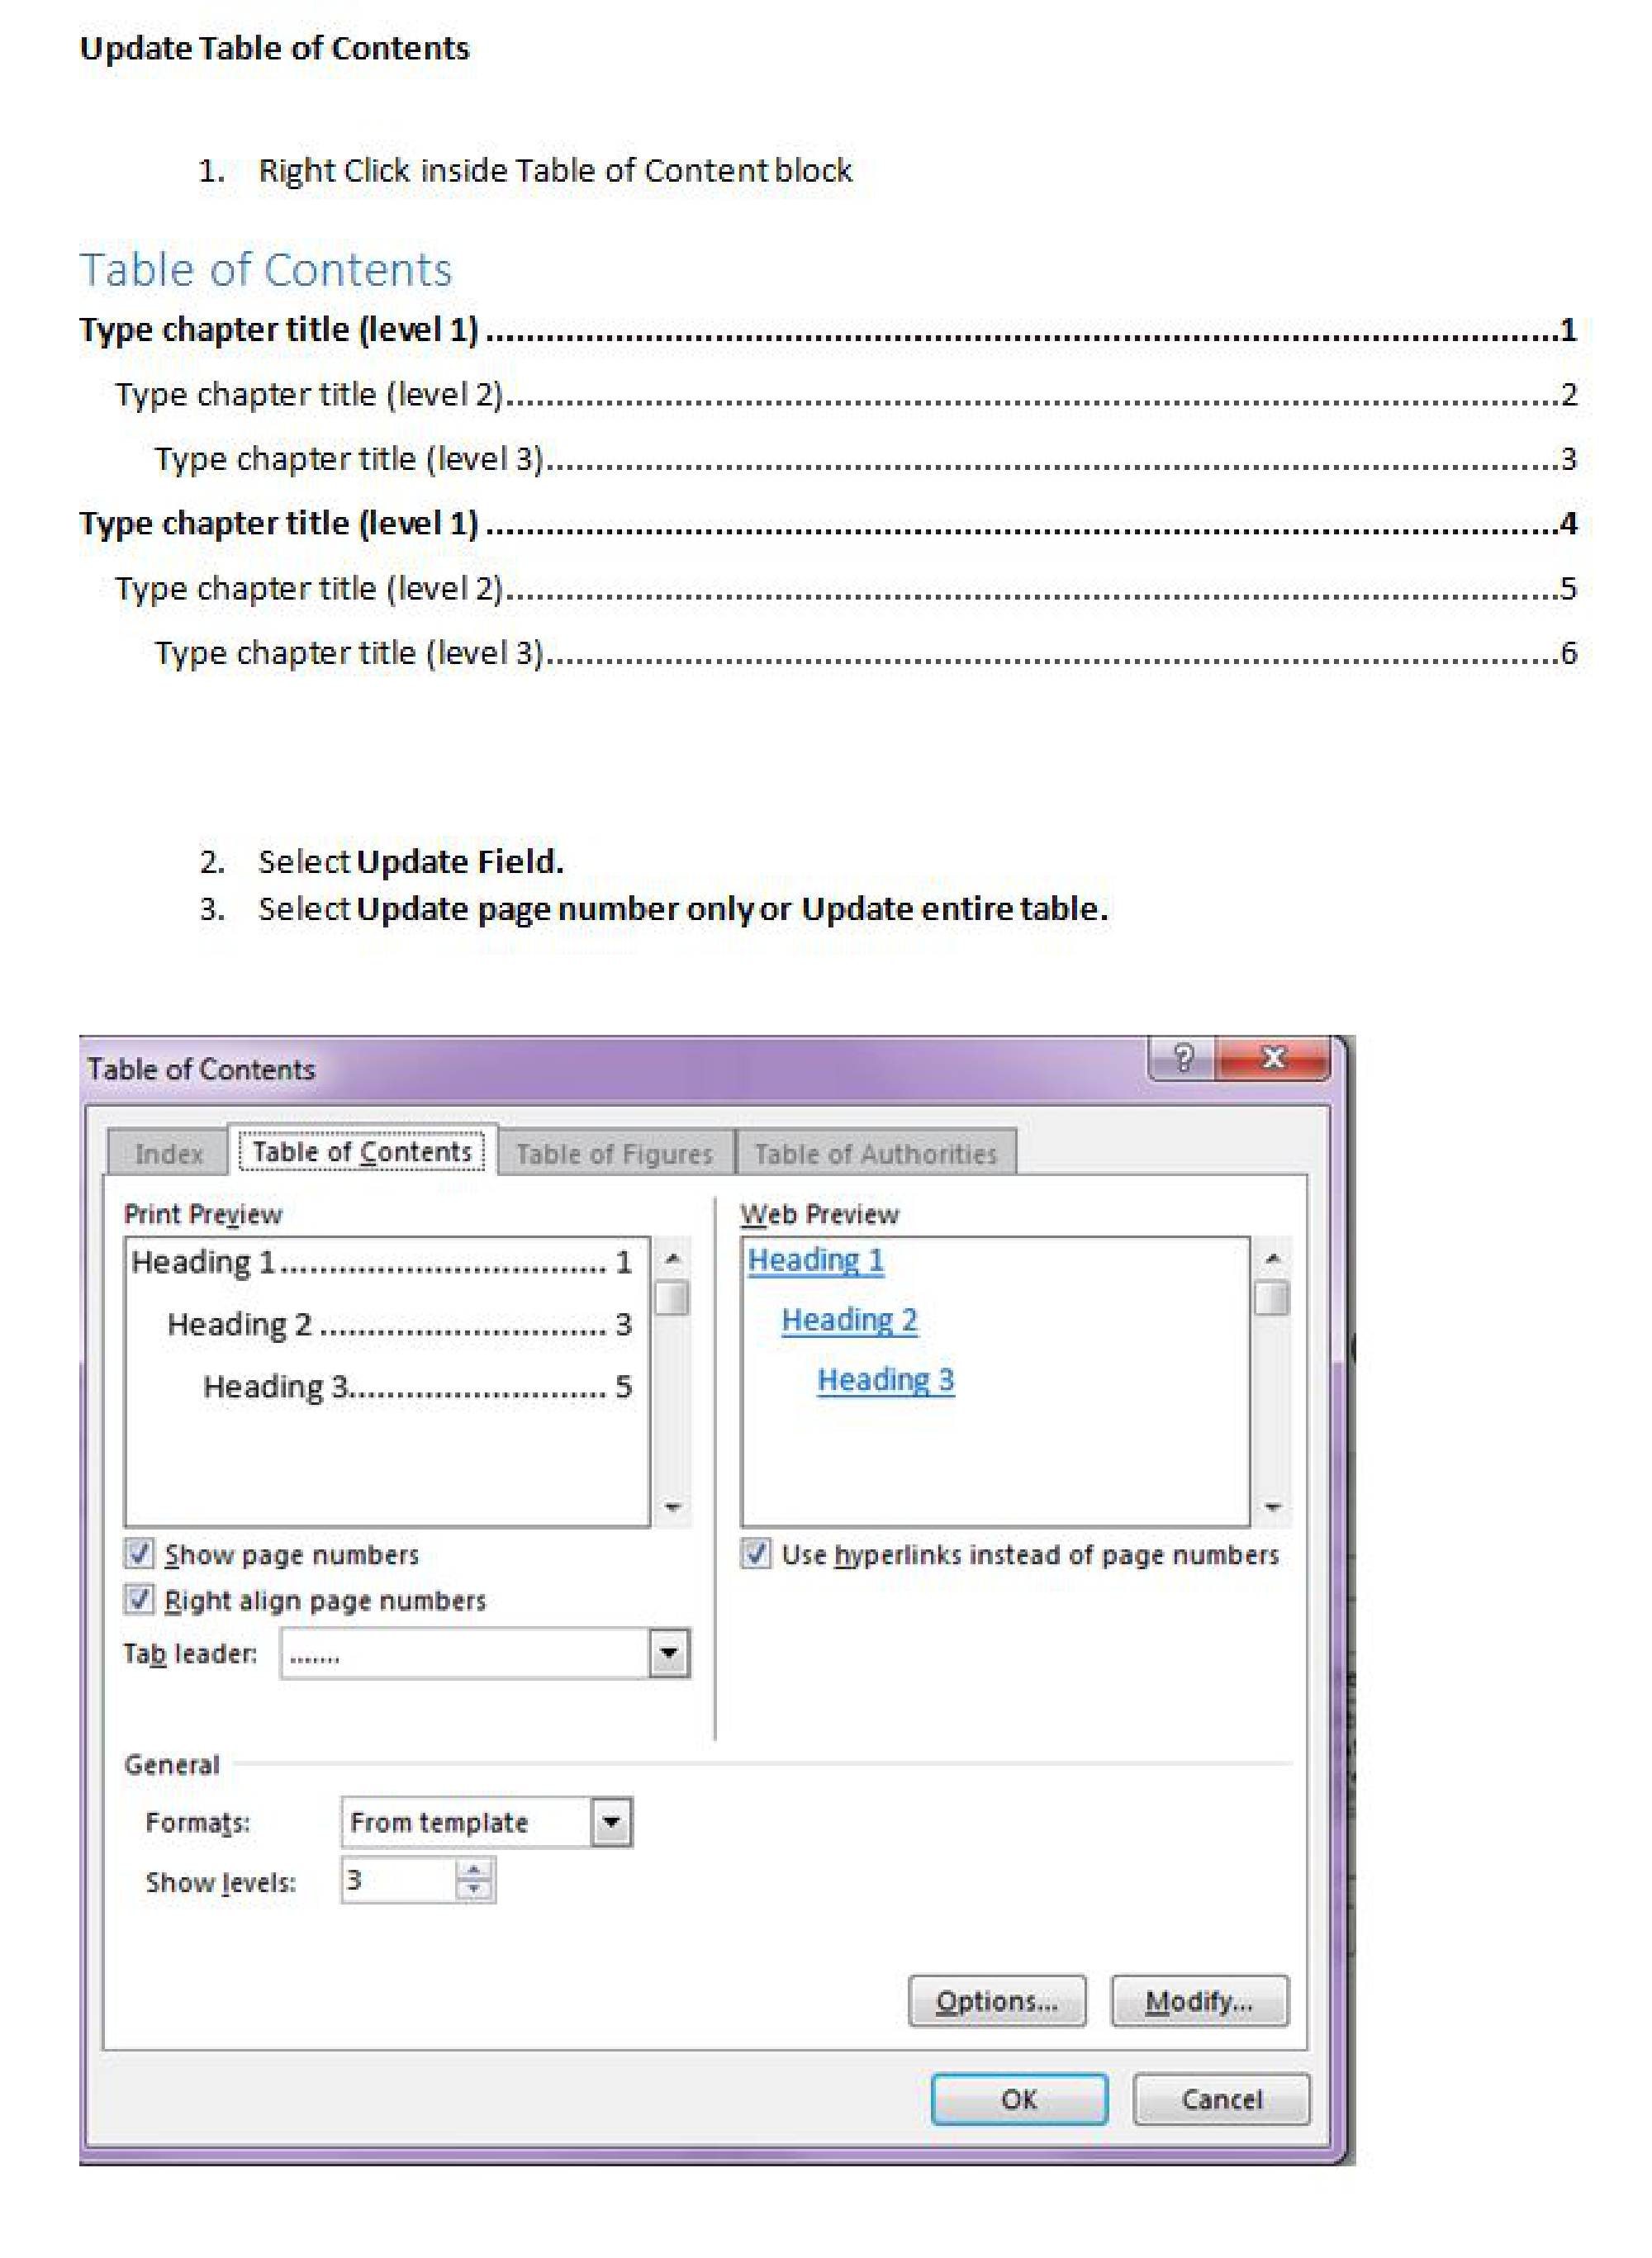 Update Table of Contents
1. Right Click inside Table of Content block
Table of Contents
Type chapter title (level 1) ........................................................................................................1
Type chapter title (level 2)........................................................................................................2
Type chapter title (level 3)........................................................................................................3
Type chapter title (level 1) ........................................................................................................4
Type chapter title (level 2)........................................................................................................5
Type chapter title (level 3)........................................................................................................6
2. Select Update Field.
3. Select Update page number only or Update entire table.
Table of Contents
Index Table of Contents Table of Figures Table of Authorities
Print Preview Web Preview
Heading 1.................................. 1 Heading 1
Heading 2 .............................. 3 Heading 2
Heading 3........................... 5 Heading 3
Show page numbers Use hyperlinks instead of page numbers
Right align page numbers
Tab leader: .......
General
Formats: From template
Show levels: 3
Options... Modify...
OK Cancel